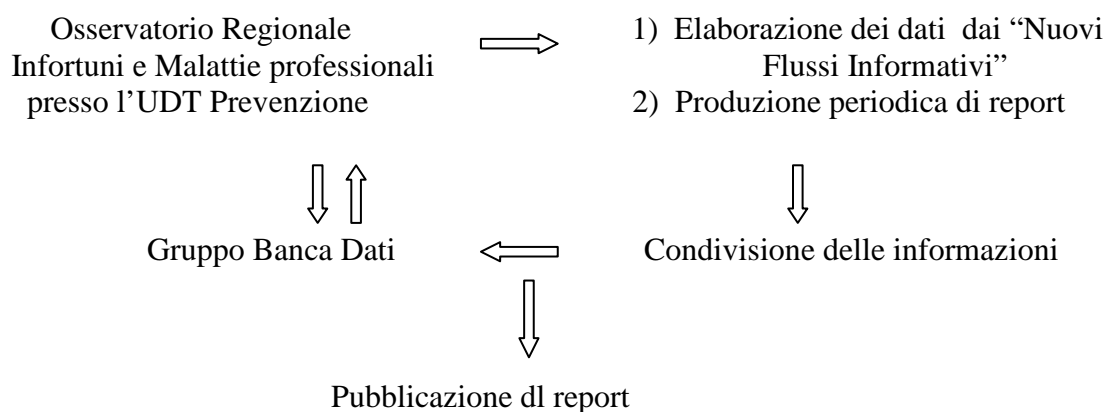 Osservatorio Regionale
Infortuni e Malattie professionali
presso l’UDT Prevenzione
1) Elaborazione dei dati dai “Nuovi
Flussi Informativi”
2) Produzione periodica di report
Gruppo Banca Dati
Condivisione delle informazioni
Pubblicazione dl report